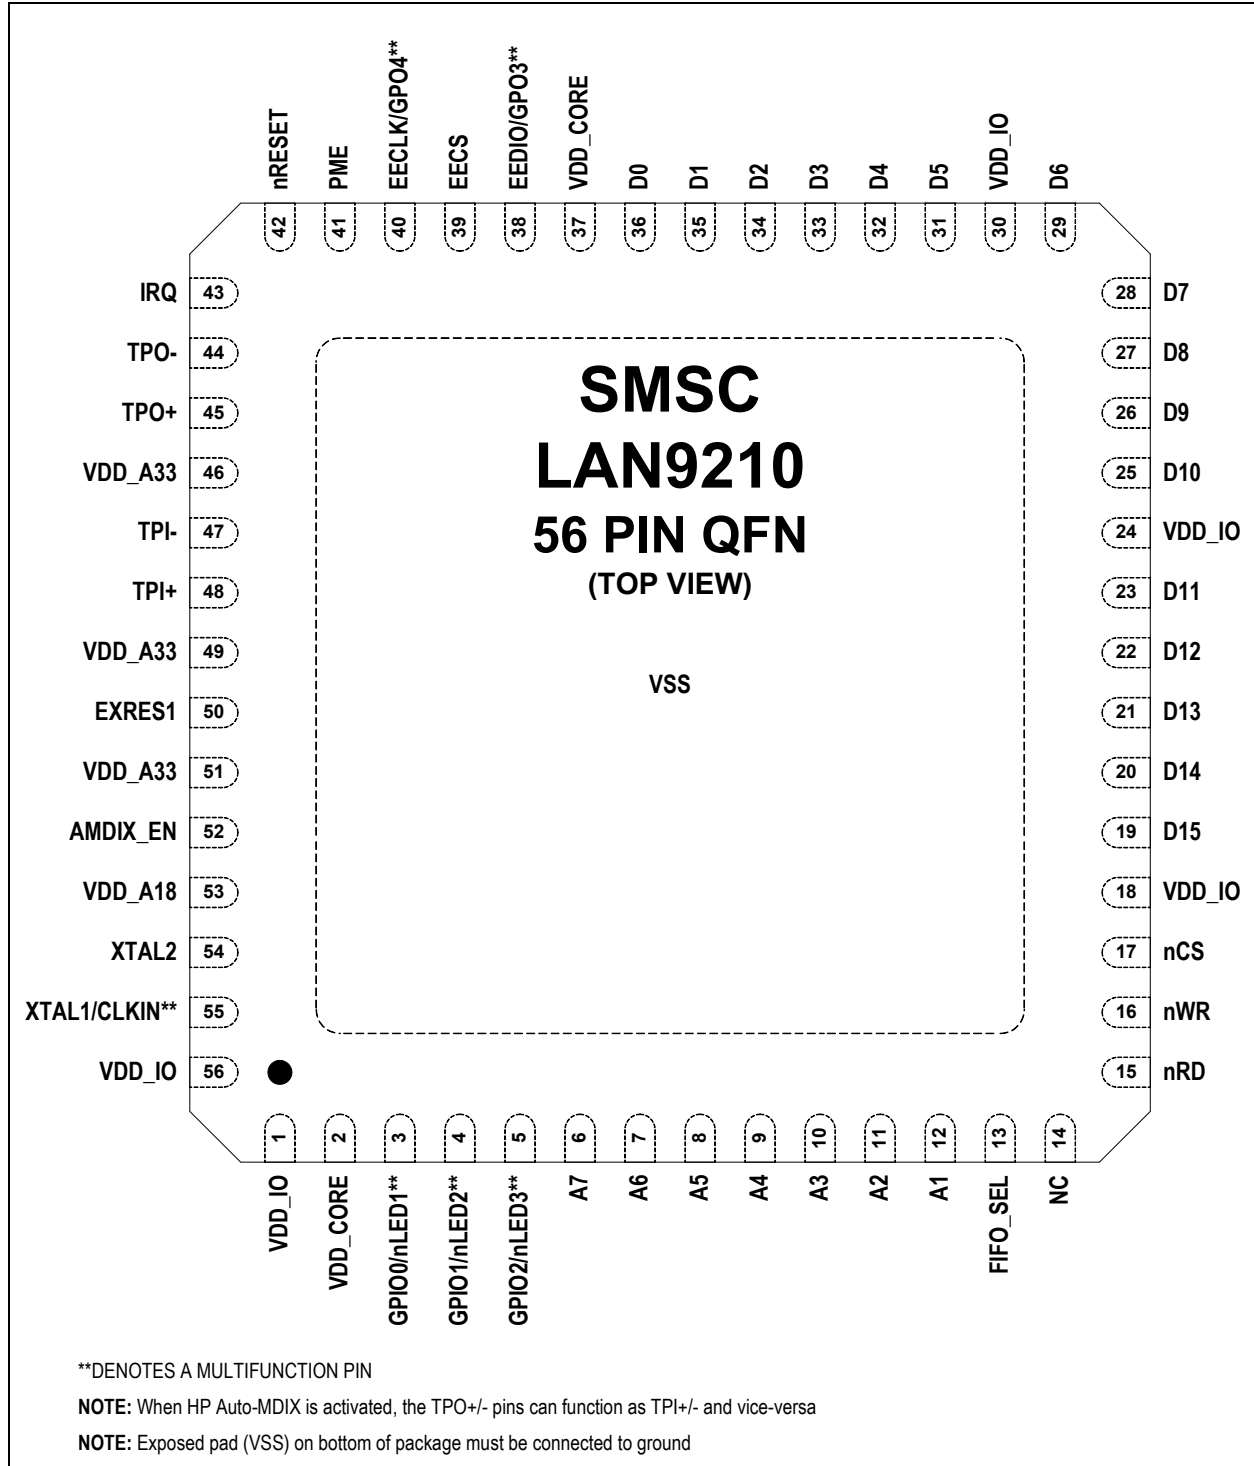 nRESET
PME
EECLK/GPO4**
EECS
EEDIO/GPO3**
VDD_CORE
D0
D1
D2
D3
D4
D5
VDD_IO
D6
42
41
40
39
38
37
36
35
34
33
32
31
30
29
IRQ 43
TPO- 44
TPO+ 45
VDD_A33 46
TPI- 47
TPI+ 48
VDD_A33 49
EXRES1 50
VDD_A33 51
AMDIX_EN 52
VDD_A18 53
XTAL2 54
XTAL1/CLKIN** 55
VDD_IO 56
SMSC
LAN9210
56 PIN QFN
(TOP VIEW)
VSS
28 D7
27 D8
26 D9
25 D10
24 VDD_IO
23 D11
22 D12
21 D13
20 D14
19 D15
18 VDD_IO
17 nCS
16 nWR
15 nRD
1
2
3
4
5
6
7
8
9
10
11
12
13
14
VDD_IO
VDD_CORE
GPIO0/nLED1**
GPIO1/nLED2**
GPIO2/nLED3**
A7
A6
A5
A4
A3
A2
A1
FIFO_SEL
NC
**DENOTES A MULTIFUNCTION PIN
NOTE: When HP Auto-MDIX is activated, the TPO+/- pins can function as TPI+/- and vice-versa
NOTE: Exposed pad (VSS) on bottom of package must be connected to ground